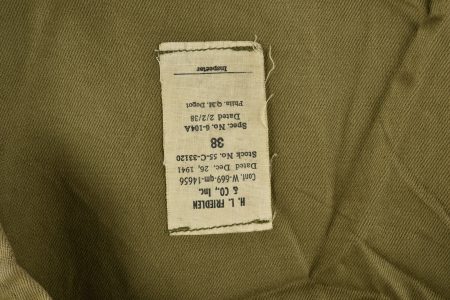 H. L. FRIEDLEN
& CO., Inc.
Cont. W-669-qm-14656
Dated Dec. 26, 1941
Stock No. 55-C-33120
38
Spec. No. 6-104A
Dated 2/2/38
Phila. Q.M. Depot
Inspector